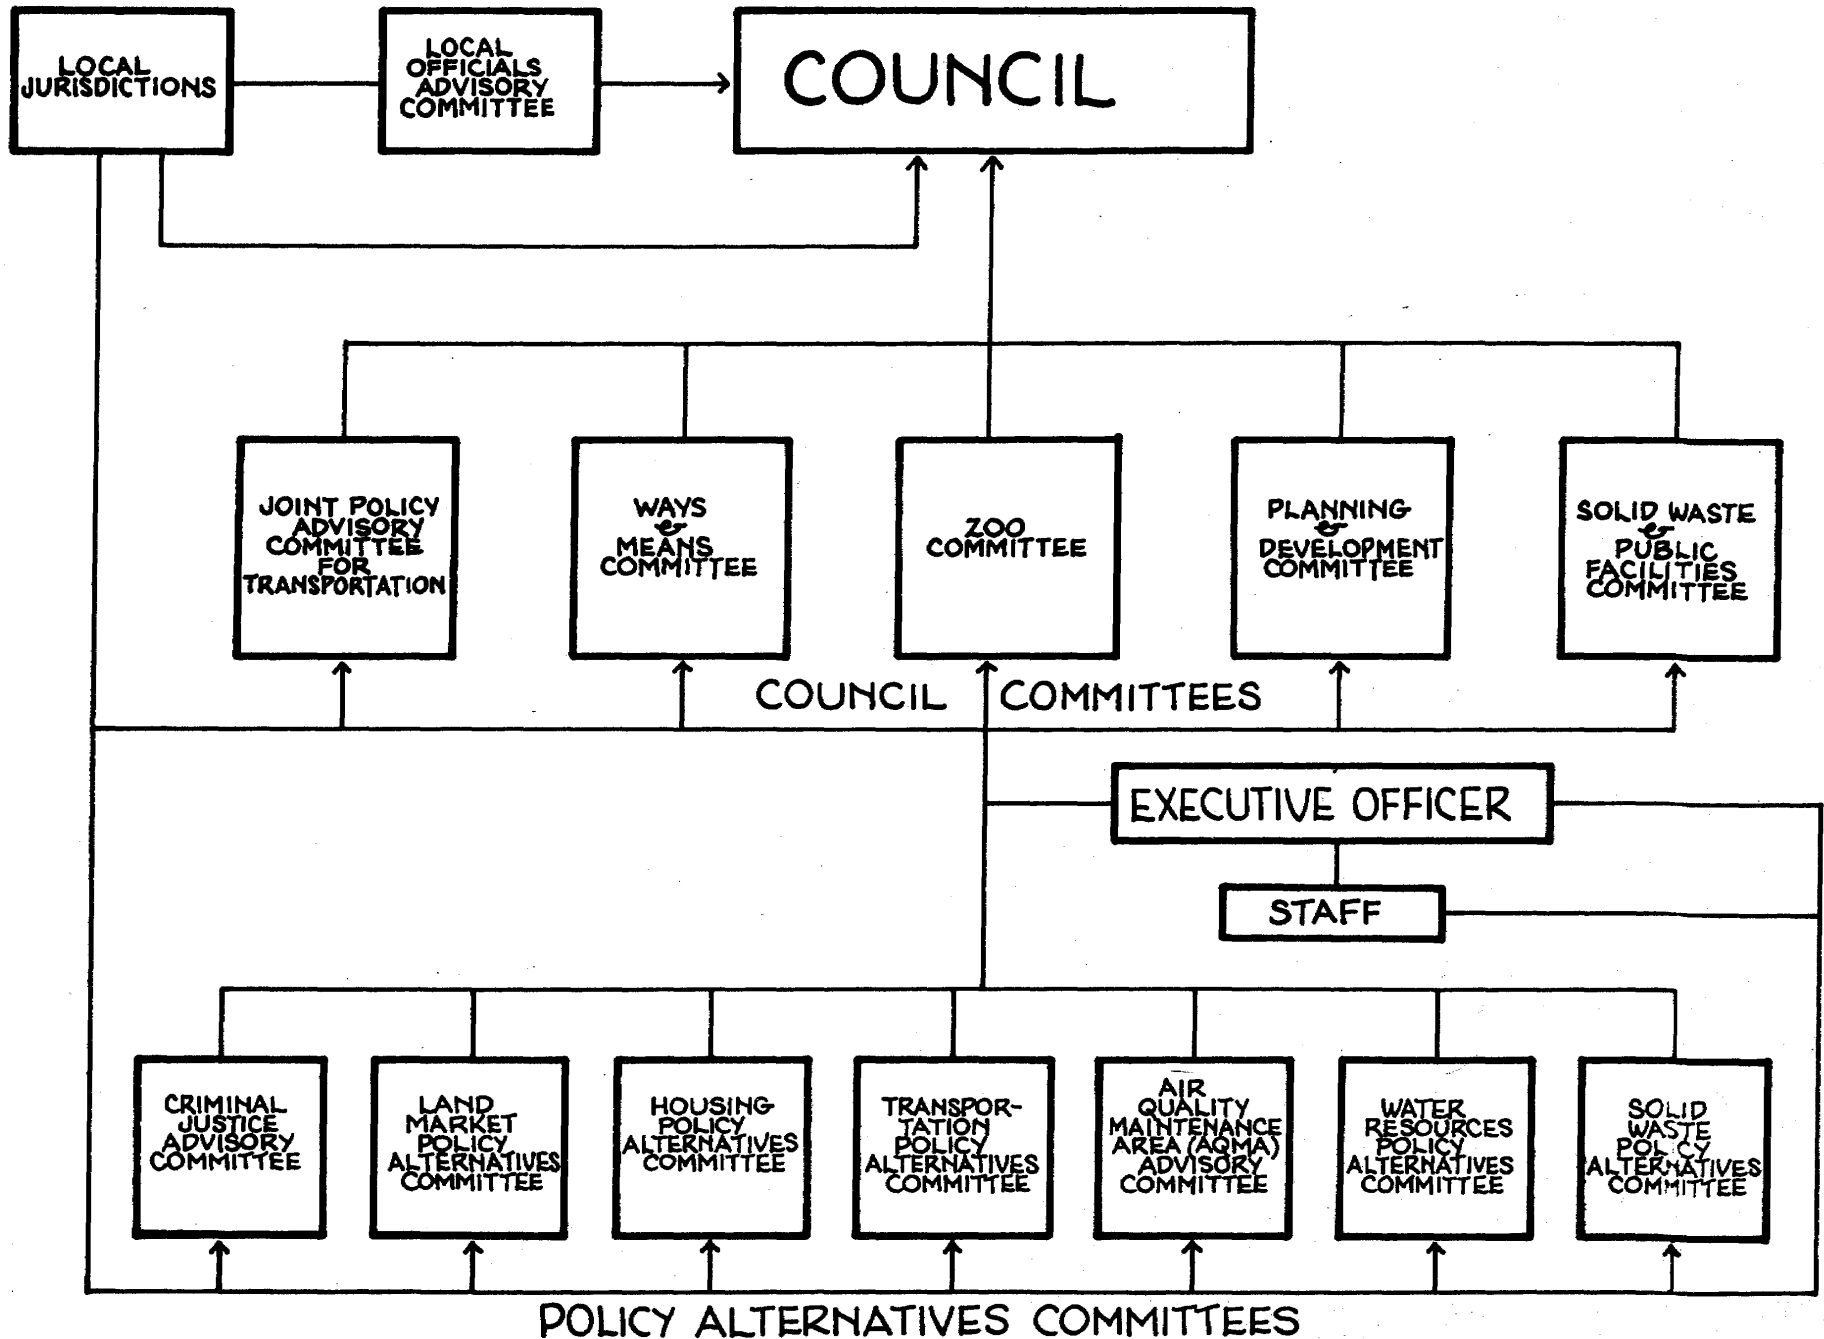 LOCAL
JURISDICTIONS
LOCAL
OFFICIALS
ADVISORY
COMMITTEE
COUNCIL
JOINT POLICY
ADVISORY
COMMITTEE
FOR
TRANSPORTATION
WAYS
&
MEANS
COMMITTEE
ZOO
COMMITTEE
PLANNING
&
DEVELOPMENT
COMMITTEE
SOLID WASTE
&
PUBLIC
FACILITIES
COMMITTEE
COUNCIL COMMITTEES
EXECUTIVE OFFICER
STAFF
CRIMINAL
JUSTICE
ADVISORY
COMMITTEE
LAND
MARKET
POLICY
ALTERNATIVES
COMMITTEE
HOUSING
POLICY
ALTERNATIVES
COMMITTEE
TRANSPOR-
TATION
POLICY
ALTERNATIVES
COMMITTEE
AIR
QUALITY
MAINTENANCE
AREA (AQMA)
ADVISORY
COMMITTEE
WATER
RESOURCES
POLICY
ALTERNATIVES
COMMITTEE
SOLID
WASTE
POLICY
ALTERNATIVES
COMMITTEE
POLICY ALTERNATIVES COMMITTEES